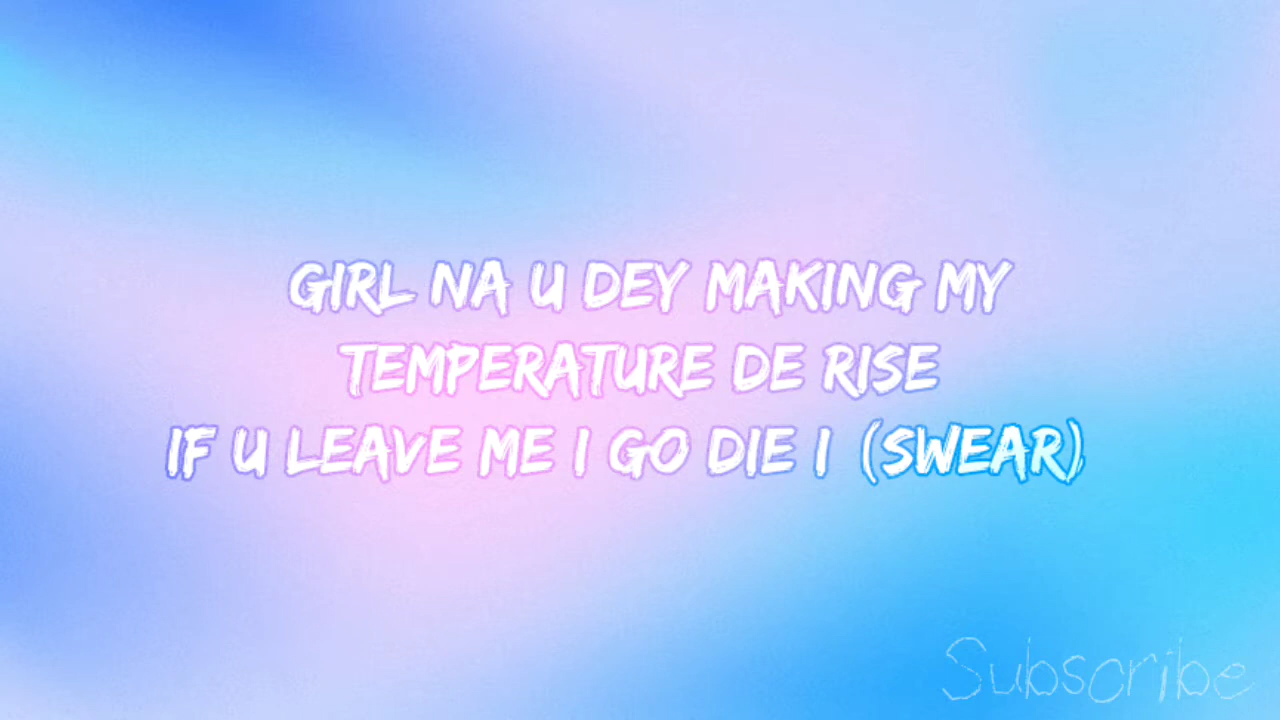 GIRL NA U DEY MAKING MY
TEMPERATURE DE RISE
IF U LEAVE ME I GO DIE I (SWEAR)
Subscribe